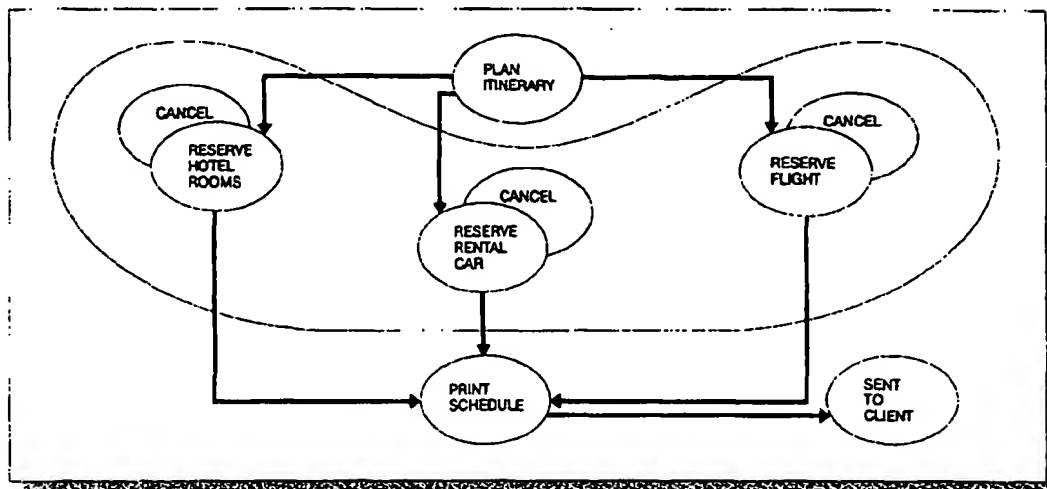 PLAN
ITINERARY
CANCEL
RESERVE
HOTEL
ROOMS
CANCEL
RESERVE
RENTAL
CAR
CANCEL
RESERVE
FLIGHT
PRINT
SCHEDULE
SENT
TO
CLIENT